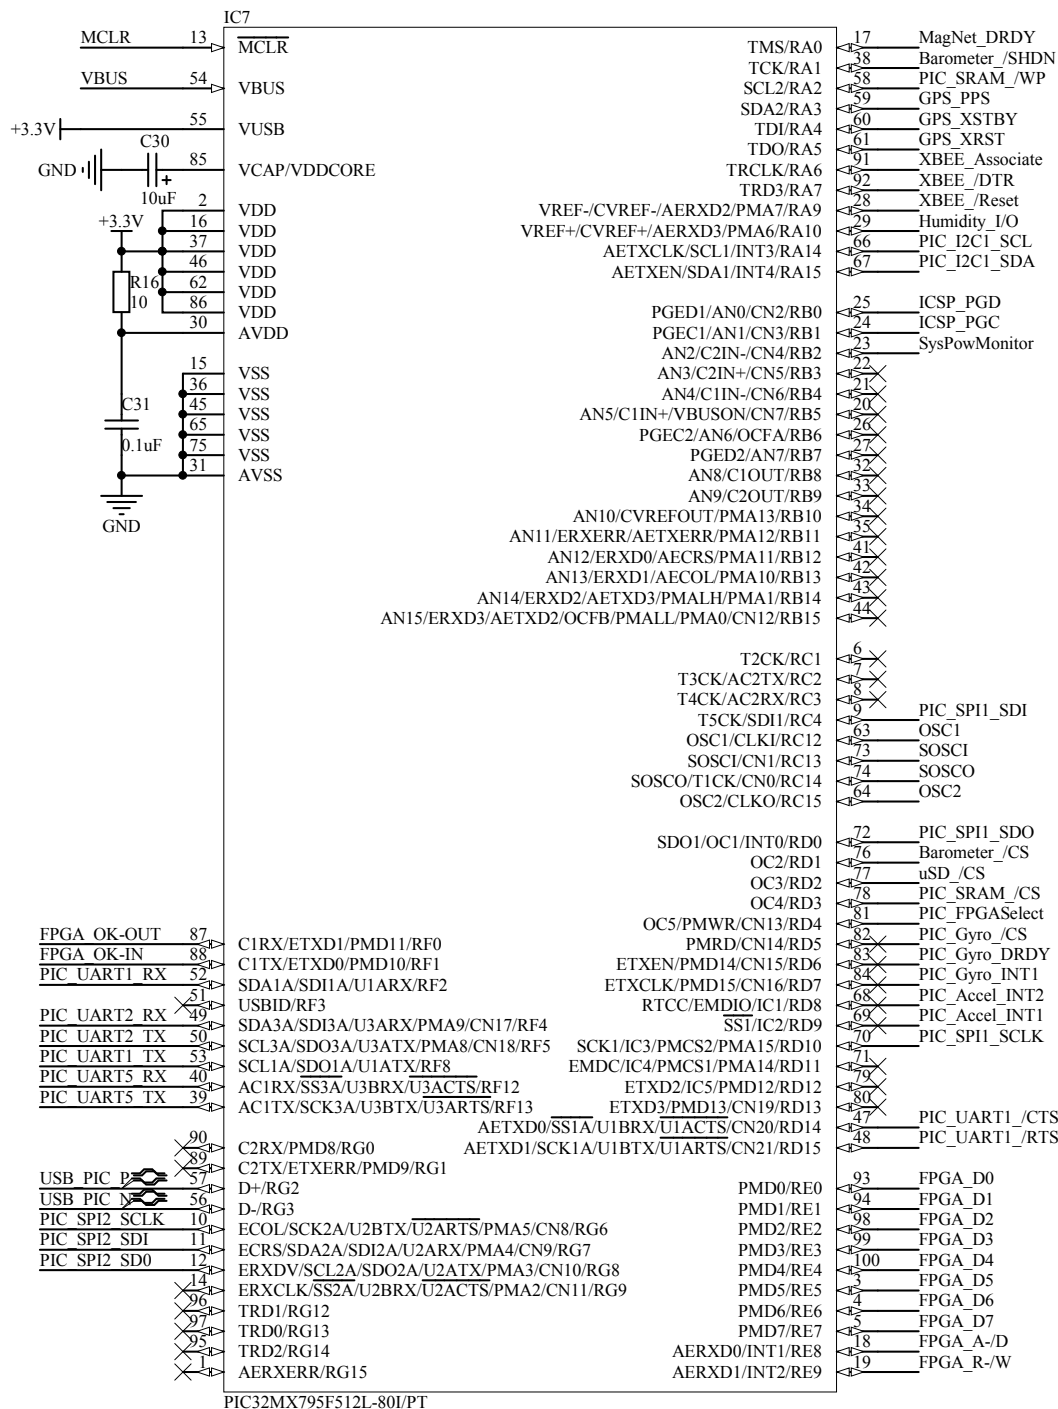 IC7
MCLR 13 MCLR
VBUS 54 VBUS
+3.3V 55 VUSB
C30
GND 85 VCAP/VDDCORE
10uF
2 VDD
+3.3V 16 VDD
37 VDD
46 VDD
R16
10
62 VDD
86 VDD
30 AVDD
15 VSS
36 VSS
C31
45 VSS
65 VSS
0.1uF
75 VSS
31 AVSS
GND
TMS/RA0 17 MagNet_DRDY
TCK/RA1 38 Barometer_/SHDN
SCL2/RA2 58 PIC_SRAM_/WP
SDA2/RA3 59 GPS_PPS
TDI/RA4 60 GPS_XSTBY
TDO/RA5 61 GPS_XRST
TRCLK/RA6 91 XBEE_Associate
TRD3/RA7 92 XBEE_/DTR
VREF-/CVREF-/AERXD2/PMA7/RA9 28 XBEE_/Reset
VREF+/CVREF+/AERXD3/PMA6/RA10 29 Humidity_I/O
AETXCLK/SCL1/INT3/RA14 66 PIC_I2C1_SCL
AETXEN/SDA1/INT4/RA15 67 PIC_I2C1_SDA
PGED1/AN0/CN2/RB0 25 ICSP_PGD
PGEC1/AN1/CN3/RB1 24 ICSP_PGC
AN2/C2IN-/CN4/RB2 23 SysPowMonitor
AN3/C2IN+/CN5/RB3 22
AN4/C1IN-/CN6/RB4 21
AN5/C1IN+/VBUSON/CN7/RB5 20
PGEC2/AN6/OCFA/RB6 26
PGED2/AN7/RB7 27
AN8/C1OUT/RB8 32
AN9/C2OUT/RB9 33
AN10/CVREFOUT/PMA13/RB10 34
AN11/ERXERR/AETXERR/PMA12/RB11 35
AN12/ERXD0/AECRS/PMA11/RB12 41
AN13/ERXD1/AECOL/PMA10/RB13 42
AN14/ERXD2/AETXD3/PMALH/PMA1/RB14 43
AN15/ERXD3/AETXD2/OCFB/PMALL/PMA0/CN12/RB15 44
T2CK/RC1 6
T3CK/AC2TX/RC2 7
T4CK/AC2RX/RC3 8
T5CK/SDI1/RC4 9 PIC_SPI1_SDI
OSC1/CLKI/RC12 63 OSC1
SOSCI/CN1/RC13 73 SOSCI
SOSCO/T1CK/CN0/RC14 74 SOSCO
OSC2/CLKO/RC15 64 OSC2
SDO1/OC1/INT0/RD0 72 PIC_SPI1_SDO
OC2/RD1 76 Barometer_/CS
OC3/RD2 77 uSD_/CS
OC4/RD3 78 PIC_SRAM_/CS
OC5/PMWR/CN13/RD4 81 PIC_FPGASelect
PMRD/CN14/RD5 82 PIC_Gyro_/CS
ETXEN/PMD14/CN15/RD6 83 PIC_Gyro_DRDY
ETXCLK/PMD15/CN16/RD7 84 PIC_Gyro_INT1
RTCC/EMDIO/IC1/RD8 68 PIC_Accel_INT2
SS1/IC2/RD9 69 PIC_Accel_INT1
SCK1/IC3/PMCS2/PMA15/RD10 70 PIC_SPI1_SCLK
EMDC/IC4/PMCS1/PMA14/RD11 71
ETXD2/IC5/PMD12/RD12 79
ETXD3/PMD13/CN19/RD13 80
AETXD0/SS1A/U1BRX/U1ACTS/CN20/RD14 47 PIC_UART1_/CTS
AETXD1/SCK1A/U1BTX/U1ARTS/CN21/RD15 48 PIC_UART1_/RTS
PMD0/RE0 93 FPGA_D0
PMD1/RE1 94 FPGA_D1
PMD2/RE2 98 FPGA_D2
PMD3/RE3 99 FPGA_D3
PMD4/RE4 100 FPGA_D4
PMD5/RE5 3 FPGA_D5
PMD6/RE6 4 FPGA_D6
PMD7/RE7 5 FPGA_D7
AERXD0/INT1/RE8 18 FPGA_A-/D
AERXD1/INT2/RE9 19 FPGA_R-/W
FPGA_OK-OUT 87 C1RX/ETXD1/PMD11/RF0
FPGA_OK-IN 88 C1TX/ETXD0/PMD10/RF1
PIC_UART1_RX 52 SDA1A/SDI1A/U1ARX/RF2
51 USBID/RF3
PIC_UART2_RX 49 SDA3A/SDI3A/U3ARX/PMA9/CN17/RF4
PIC_UART2_TX 50 SCL3A/SDO3A/U3ATX/PMA8/CN18/RF5
PIC_UART1_TX 53 SCL1A/SDO1A/U1ATX/RF8
PIC_UART5_RX 40 AC1RX/SS3A/U3BRX/U3ACTS/RF12
PIC_UART5_TX 39 AC1TX/SCK3A/U3BTX/U3ARTS/RF13
90 C2RX/PMD8/RG0
89 C2TX/ETXERR/PMD9/RG1
USB_PIC_P 57 D+/RG2
USB_PIC_N 56 D-/RG3
PIC_SPI2_SCLK 10 ECOL/SCK2A/U2BTX/U2ARTS/PMA5/CN8/RG6
PIC_SPI2_SDI 11 ECRS/SDA2A/SDI2A/U2ARX/PMA4/CN9/RG7
PIC_SPI2_SD0 12 ERXDV/SCL2A/SDO2A/U2ATX/PMA3/CN10/RG8
14 ERXCLK/SS2A/U2BRX/U2ACTS/PMA2/CN11/RG9
96 TRD1/RG12
97 TRD0/RG13
95 TRD2/RG14
1 AERXERR/RG15
PIC32MX795F512L-80I/PT